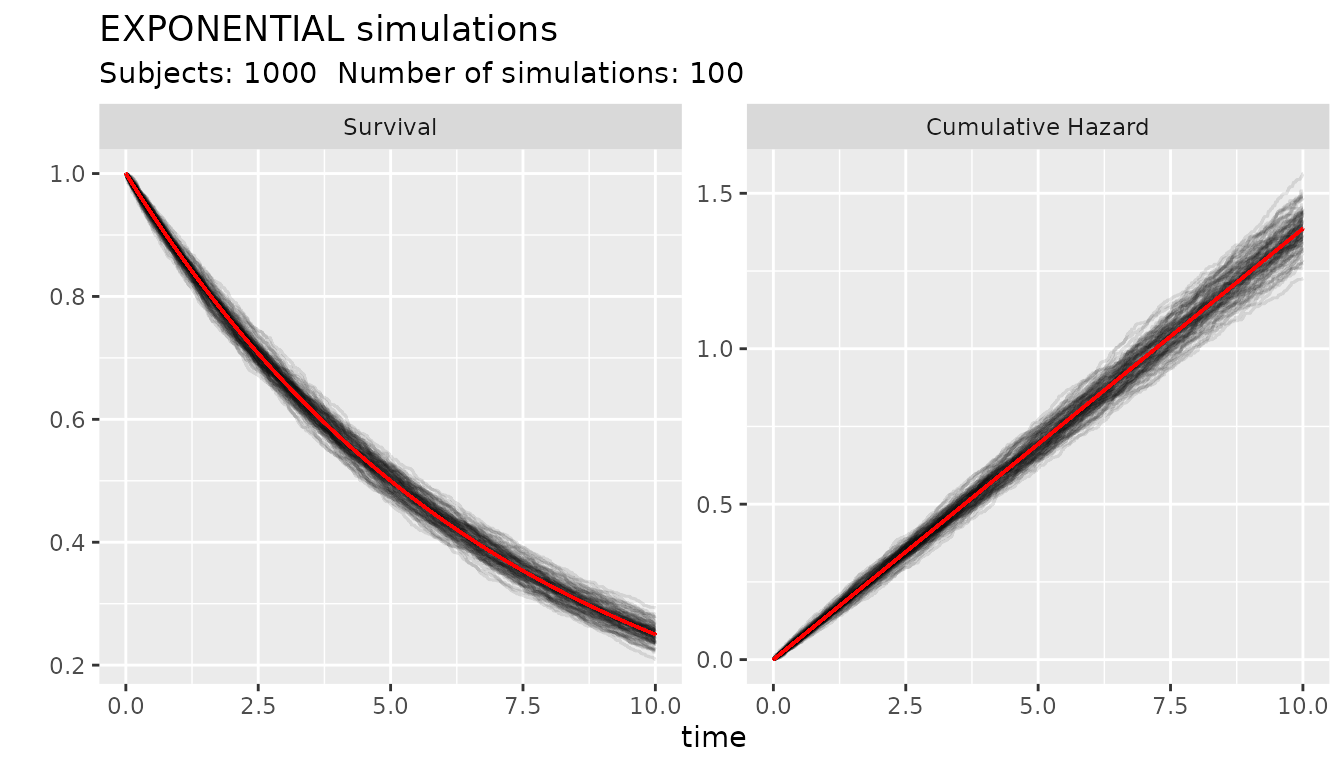 EXPONENTIAL simulations
Subjects: 1000  Number of simulations: 100
Survival
1.0
0.8
0.6
0.4
0.2
0.0 2.5 5.0 7.5 10.0
Cumulative Hazard
1.5
1.0
0.5
0.0
0.0 2.5 5.0 7.5 10.0
time